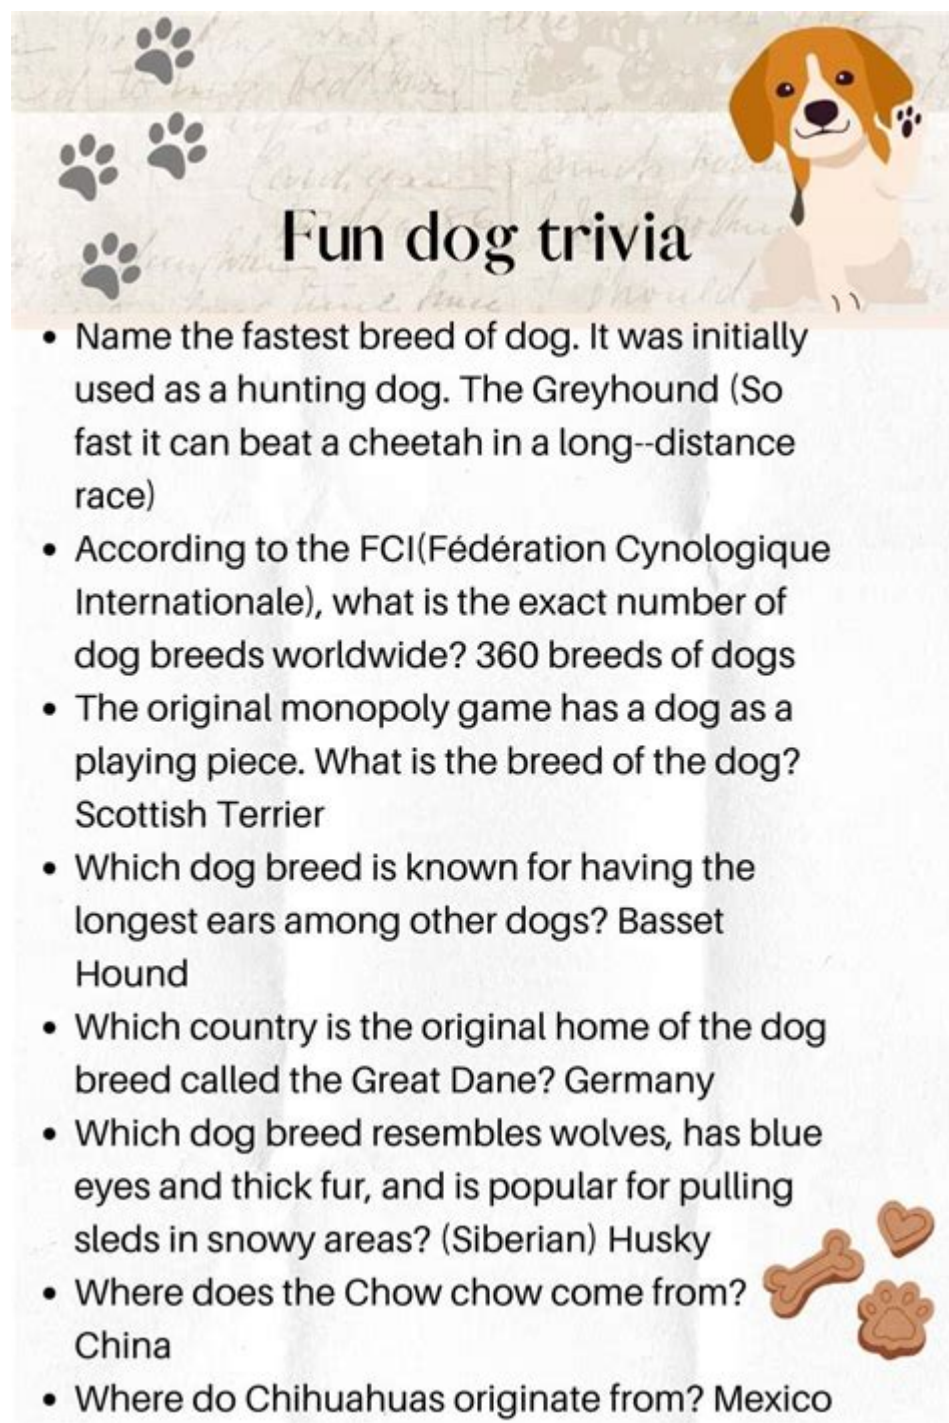 Fun dog trivia
• Name the fastest breed of dog. It was initially
used as a hunting dog. The Greyhound (So
fast it can beat a cheetah in a long--distance
race)
• According to the FCI(Fédération Cynologique
Internationale), what is the exact number of
dog breeds worldwide? 360 breeds of dogs
• The original monopoly game has a dog as a
playing piece. What is the breed of the dog?
Scottish Terrier
• Which dog breed is known for having the
longest ears among other dogs? Basset
Hound
• Which country is the original home of the dog
breed called the Great Dane? Germany
• Which dog breed resembles wolves, has blue
eyes and thick fur, and is popular for pulling
sleds in snowy areas? (Siberian) Husky
• Where does the Chow chow come from?
China
• Where do Chihuahuas originate from? Mexico